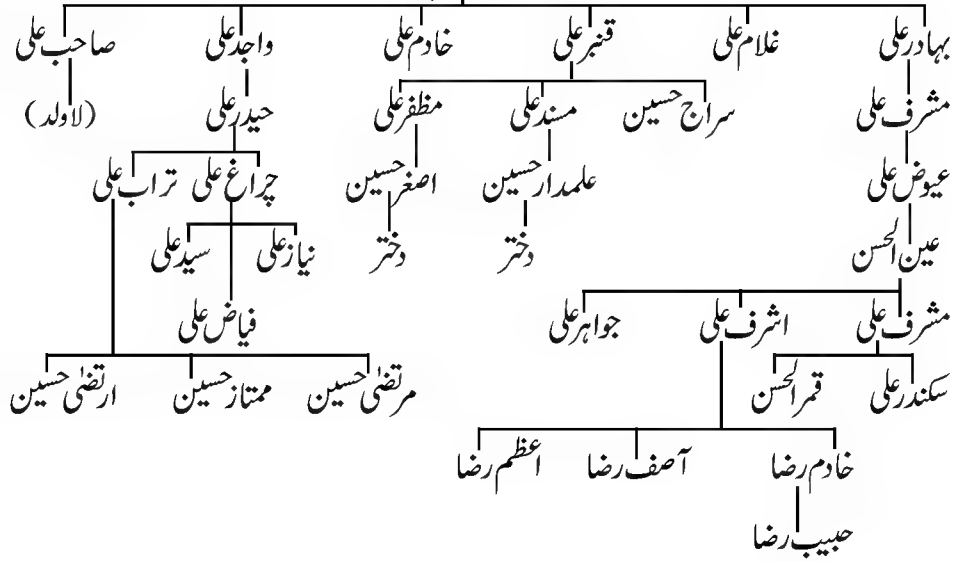 بہادر علی غلام علی قنبر علی خادم علی واجد علی صاحب علی
مشرف علی سراج حسین مسند علی مظفر علی حیدر علی (لاولد)
عیوض علی علمدار حسین اصغر حسین چراغ علی تراب علی
عین الحسن دختر دختر نیاز علی سید علی
مشرف علی اشرف علی جواہر علی فیاض علی
سکندر علی قمر الحسن مرتضیٰ حسین ممتاز حسین ارتضیٰ حسین
خادم رضا آصف رضا اعظم رضا
حبیب رضا